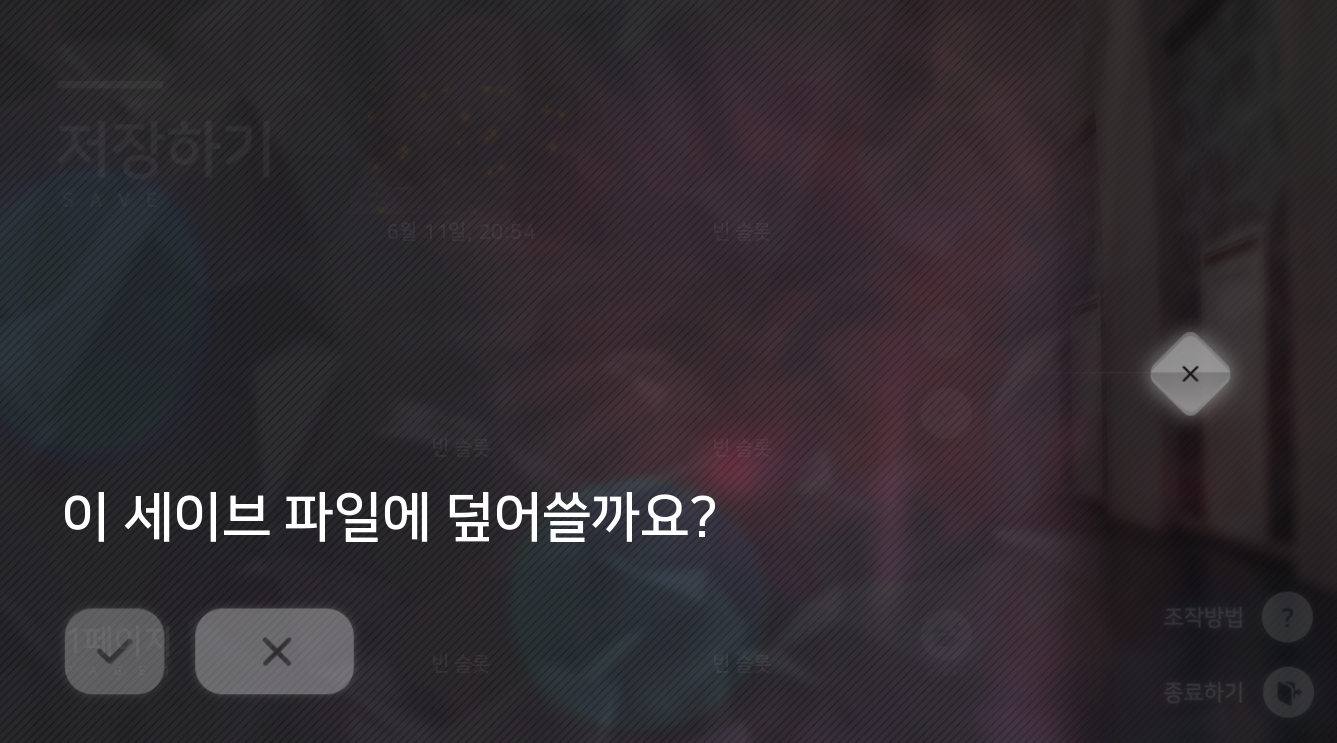 저장하기
SAVE
6월 11일, 20:54
빈 슬롯
빈 슬롯
빈 슬롯
이 세이브 파일에 덮어쓸까요?
1페이지
빈 슬롯
빈 슬롯
조작방법
?
종료하기